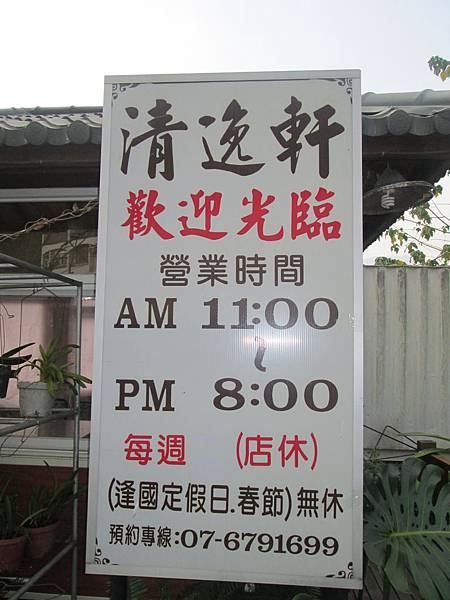 清逸軒
歡迎光臨
營業時間
AM 11:00
~
PM 8:00
每週 (店休)
(逢國定假日.春節)無休
預約專線:07-6791699